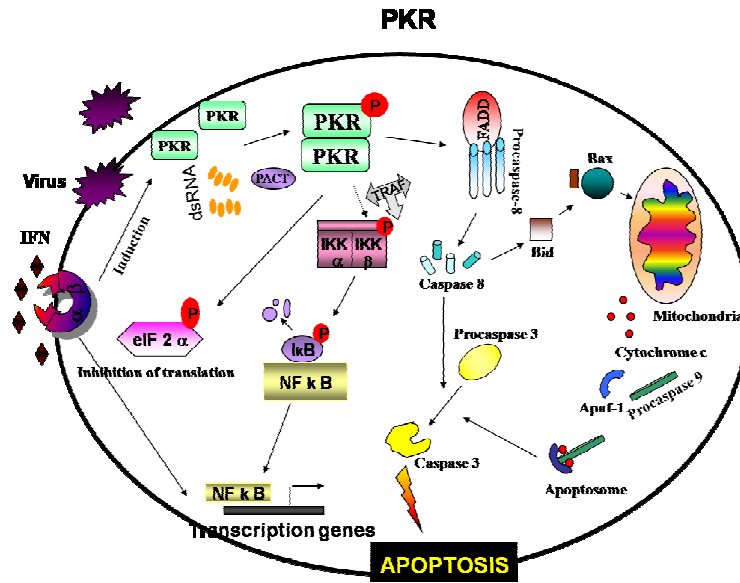 PKR
Virus
IFN
α β
Induction
PKR
PKR
dsRNA
PACT
PKR
PKR
P
TRAF
IKK
α
IKK
β
P
eIF 2 α
P
Inhibition of translation
IκB
P
NF k B
NF k B
Transcription genes
FADD
Procaspase-8
Caspase 8
Bid
Bax
Mitochondria
Cytochrome c
Apaf-1
Procaspase 9
Apoptosome
Procaspase 3
Caspase 3
APOPTOSIS